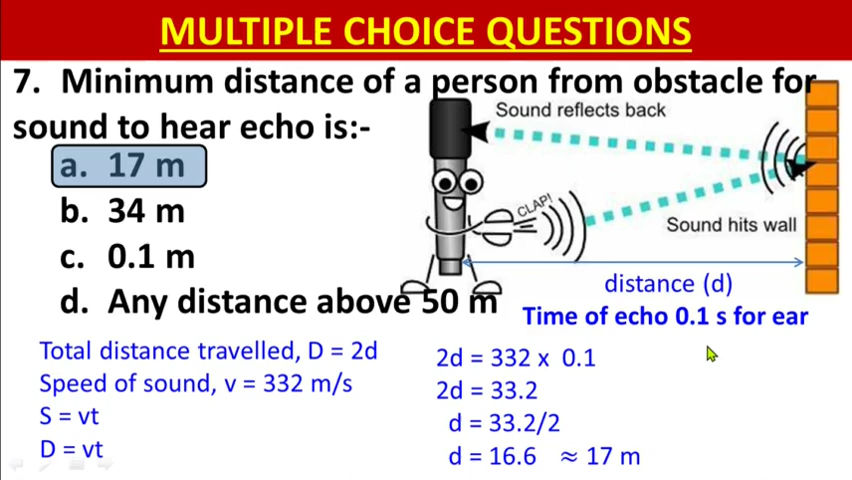 MULTIPLE CHOICE QUESTIONS
7. Minimum distance of a person from obstacle for
sound to hear echo is:-
a. 17 m
b. 34 m
c. 0.1 m
d. Any distance above 50 m
Sound reflects back
CLAP!
Sound hits wall
distance (d)
Time of echo 0.1 s for ear
Total distance travelled, D = 2d
Speed of sound, v = 332 m/s
S = vt
D = vt
2d = 332 x 0.1
2d = 33.2
d = 33.2/2
d = 16.6 ≈ 17 m